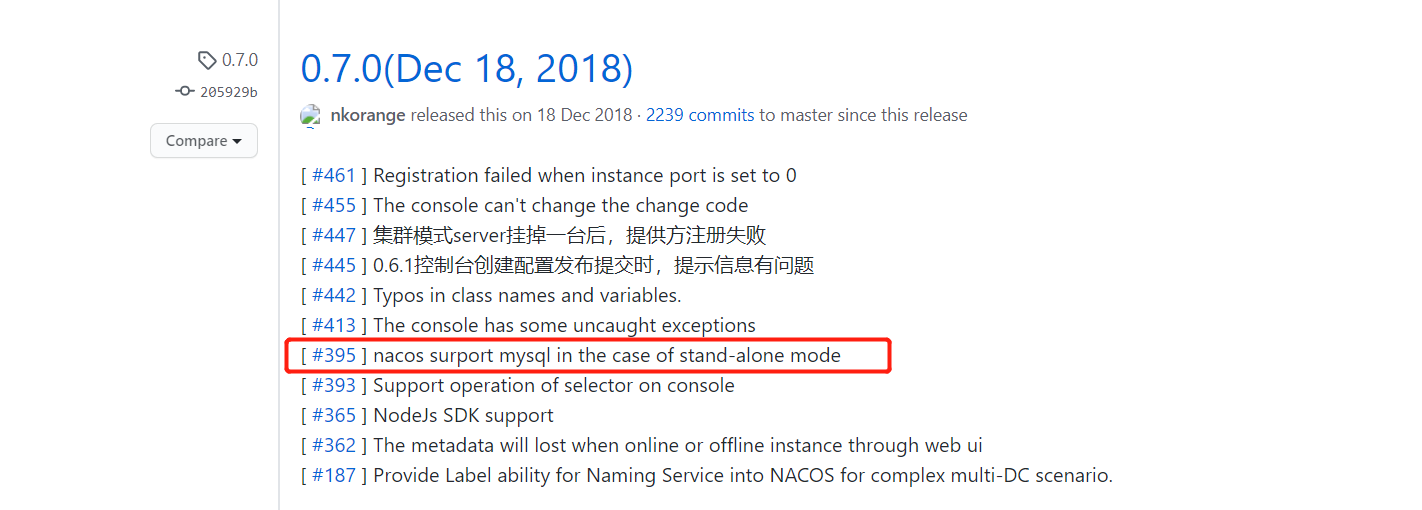 0.7.0
205929b
Compare
0.7.0(Dec 18, 2018)
nkorange released this on 18 Dec 2018 · 2239 commits to master since this release
[ #461 ] Registration failed when instance port is set to 0
[ #455 ] The console can't change the change code
[ #447 ] 集群模式server挂掉一台后，提供方注册失败
[ #445 ] 0.6.1控制台创建配置发布提交时，提示信息有问题
[ #442 ] Typos in class names and variables.
[ #413 ] The console has some uncaught exceptions
[ #395 ] nacos surport mysql in the case of stand-alone mode
[ #393 ] Support operation of selector on console
[ #365 ] NodeJs SDK support
[ #362 ] The metadata will lost when online or offline instance through web ui
[ #187 ] Provide Label ability for Naming Service into NACOS for complex multi-DC scenario.